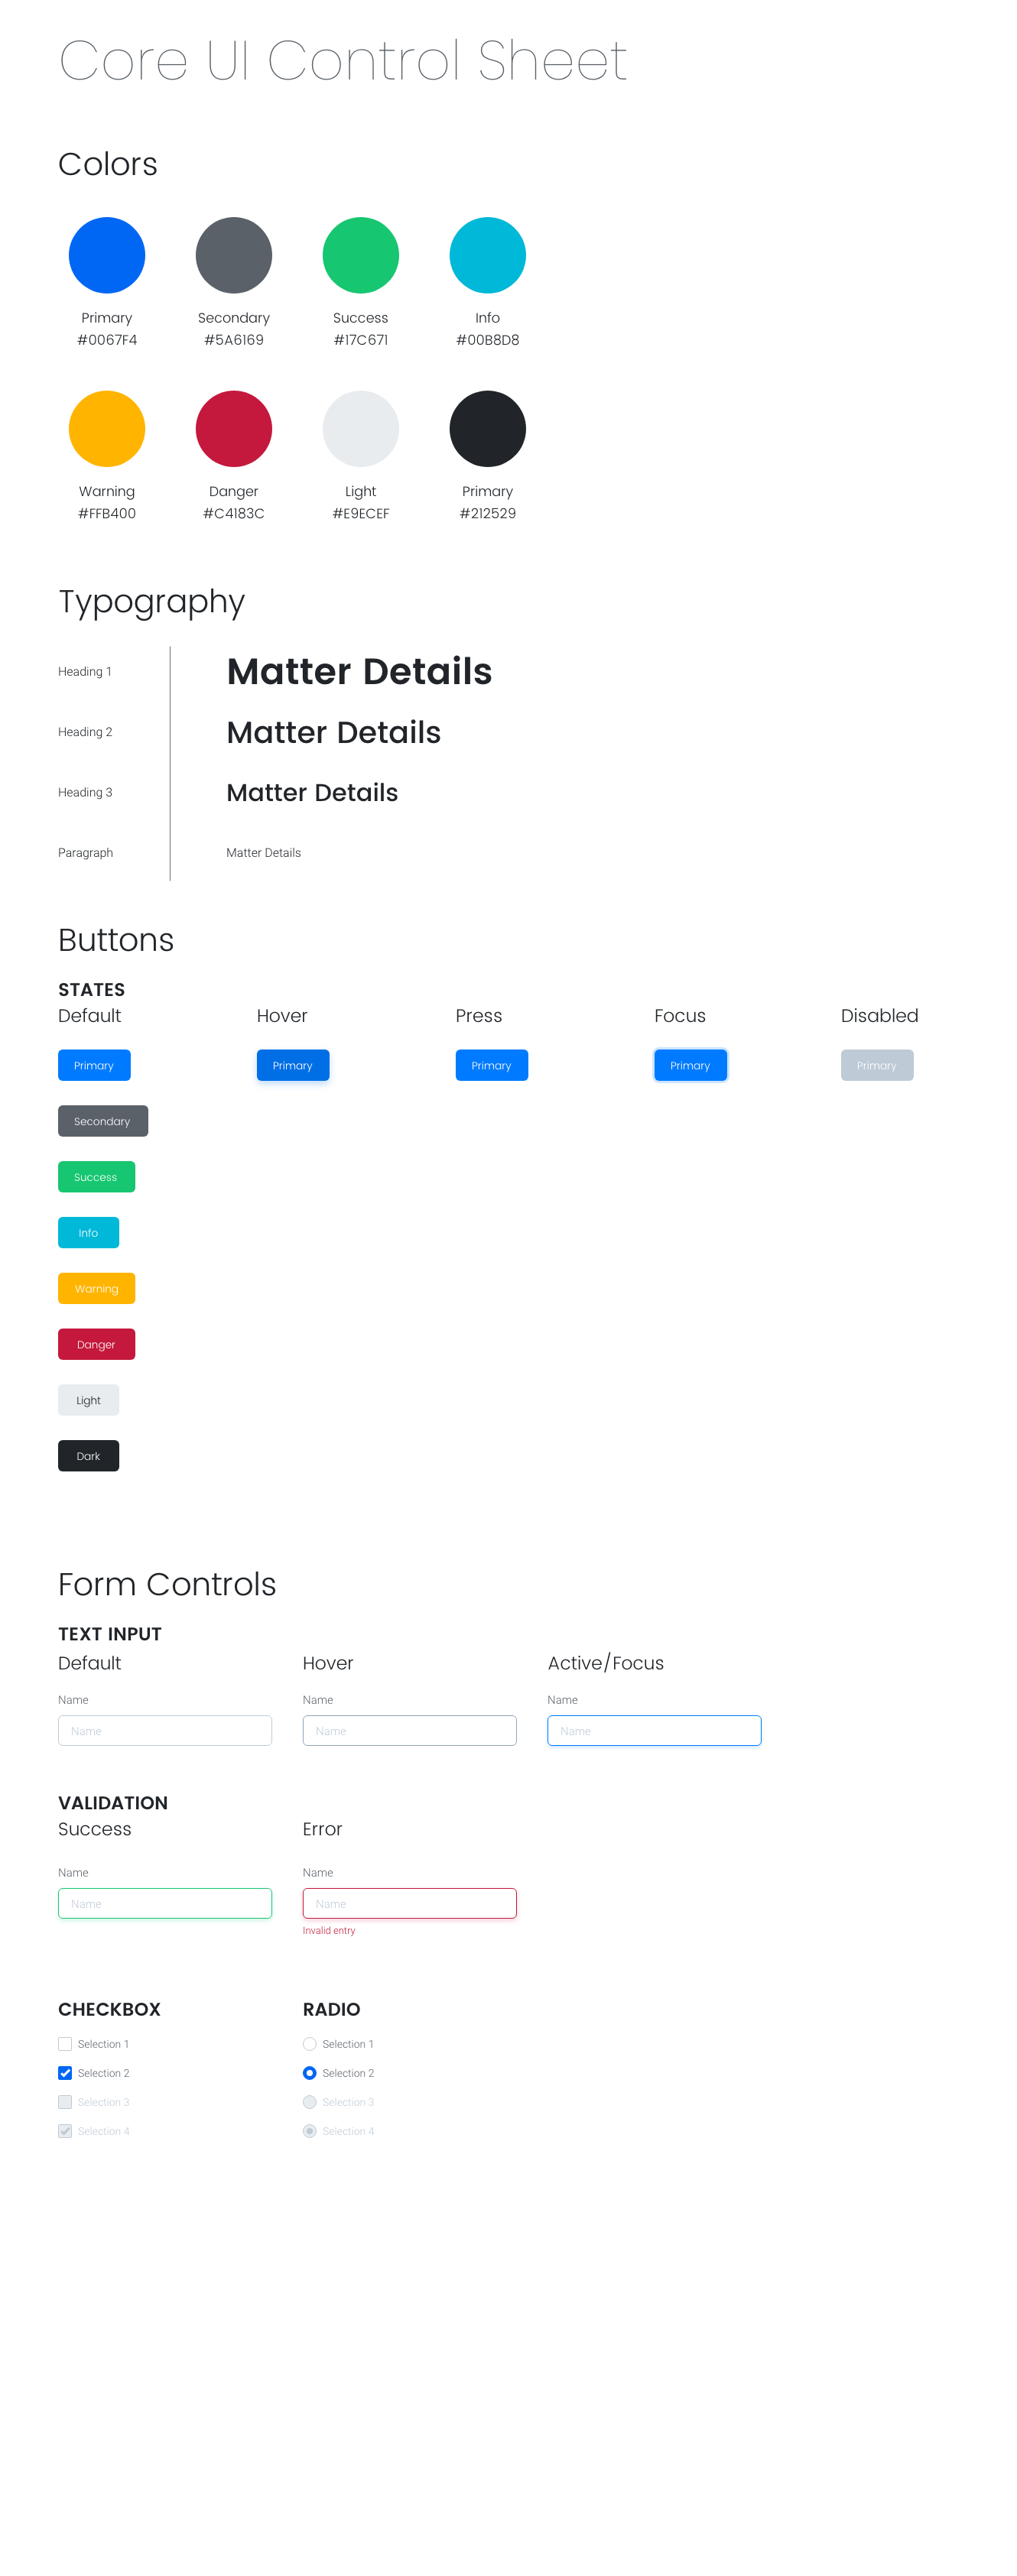 Core UI Control Sheet
Colors
Primary
#0067F4
Secondary
#5A6169
Success
#17C671
Info
#00B8D8
Warning
#FFB400
Danger
#C4183C
Light
#E9ECEF
Primary
#212529
Typography
Heading 1
Matter Details
Heading 2
Matter Details
Heading 3
Matter Details
Paragraph
Matter Details
Buttons
STATES
Default
Hover
Press
Focus
Disabled
Primary
Primary
Primary
Primary
Primary
Secondary
Success
Info
Warning
Danger
Light
Dark
Form Controls
TEXT INPUT
Default
Hover
Active/Focus
Name
Name
Name
Name
Name
Name
VALIDATION
Success
Error
Name
Name
Name
Name
Invalid entry
CHECKBOX
Selection 1
Selection 2
Selection 3
Selection 4
RADIO
Selection 1
Selection 2
Selection 3
Selection 4